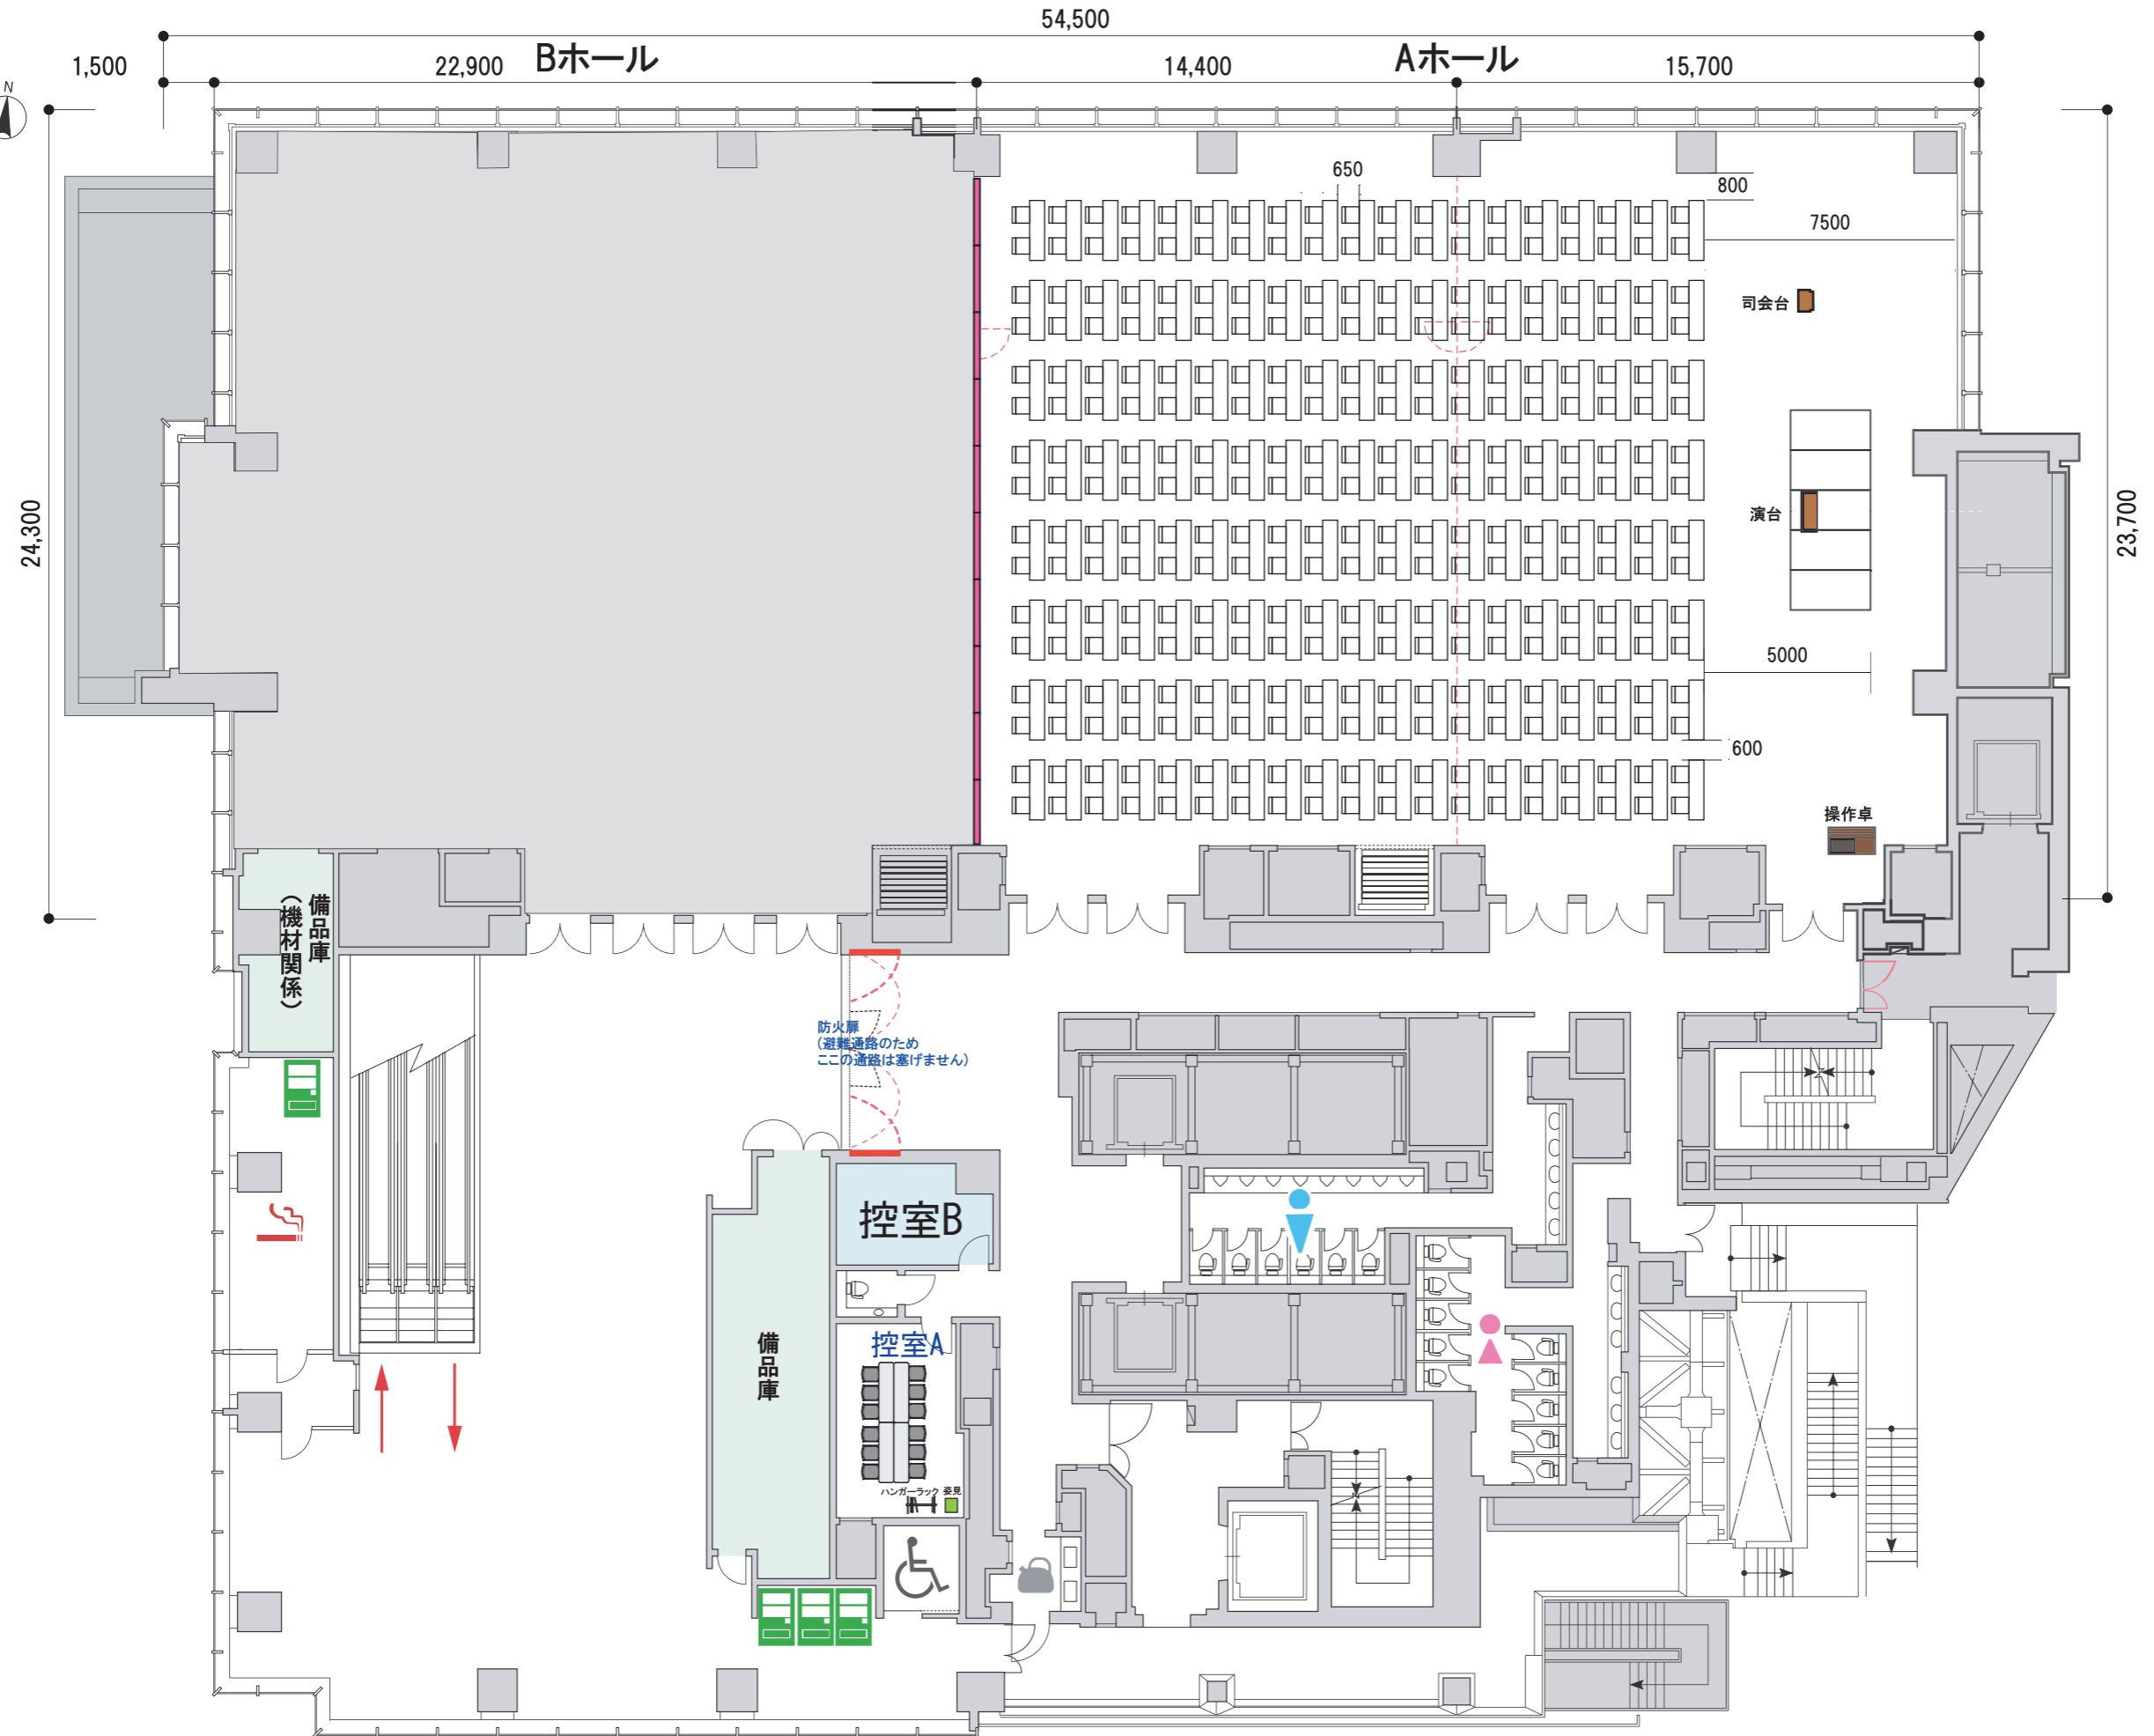 54,500
1,500
22,900
Bホール
14,400
Aホール
15,700
N
650
800
7500
司会台
24,300
演台
23,700
5000
600
操作卓
備品庫
(機材関係)
防火扉
(避難通路のため
ここの通路は塞げません)
控室B
控室A
備品庫
ハンガーラック 姿見